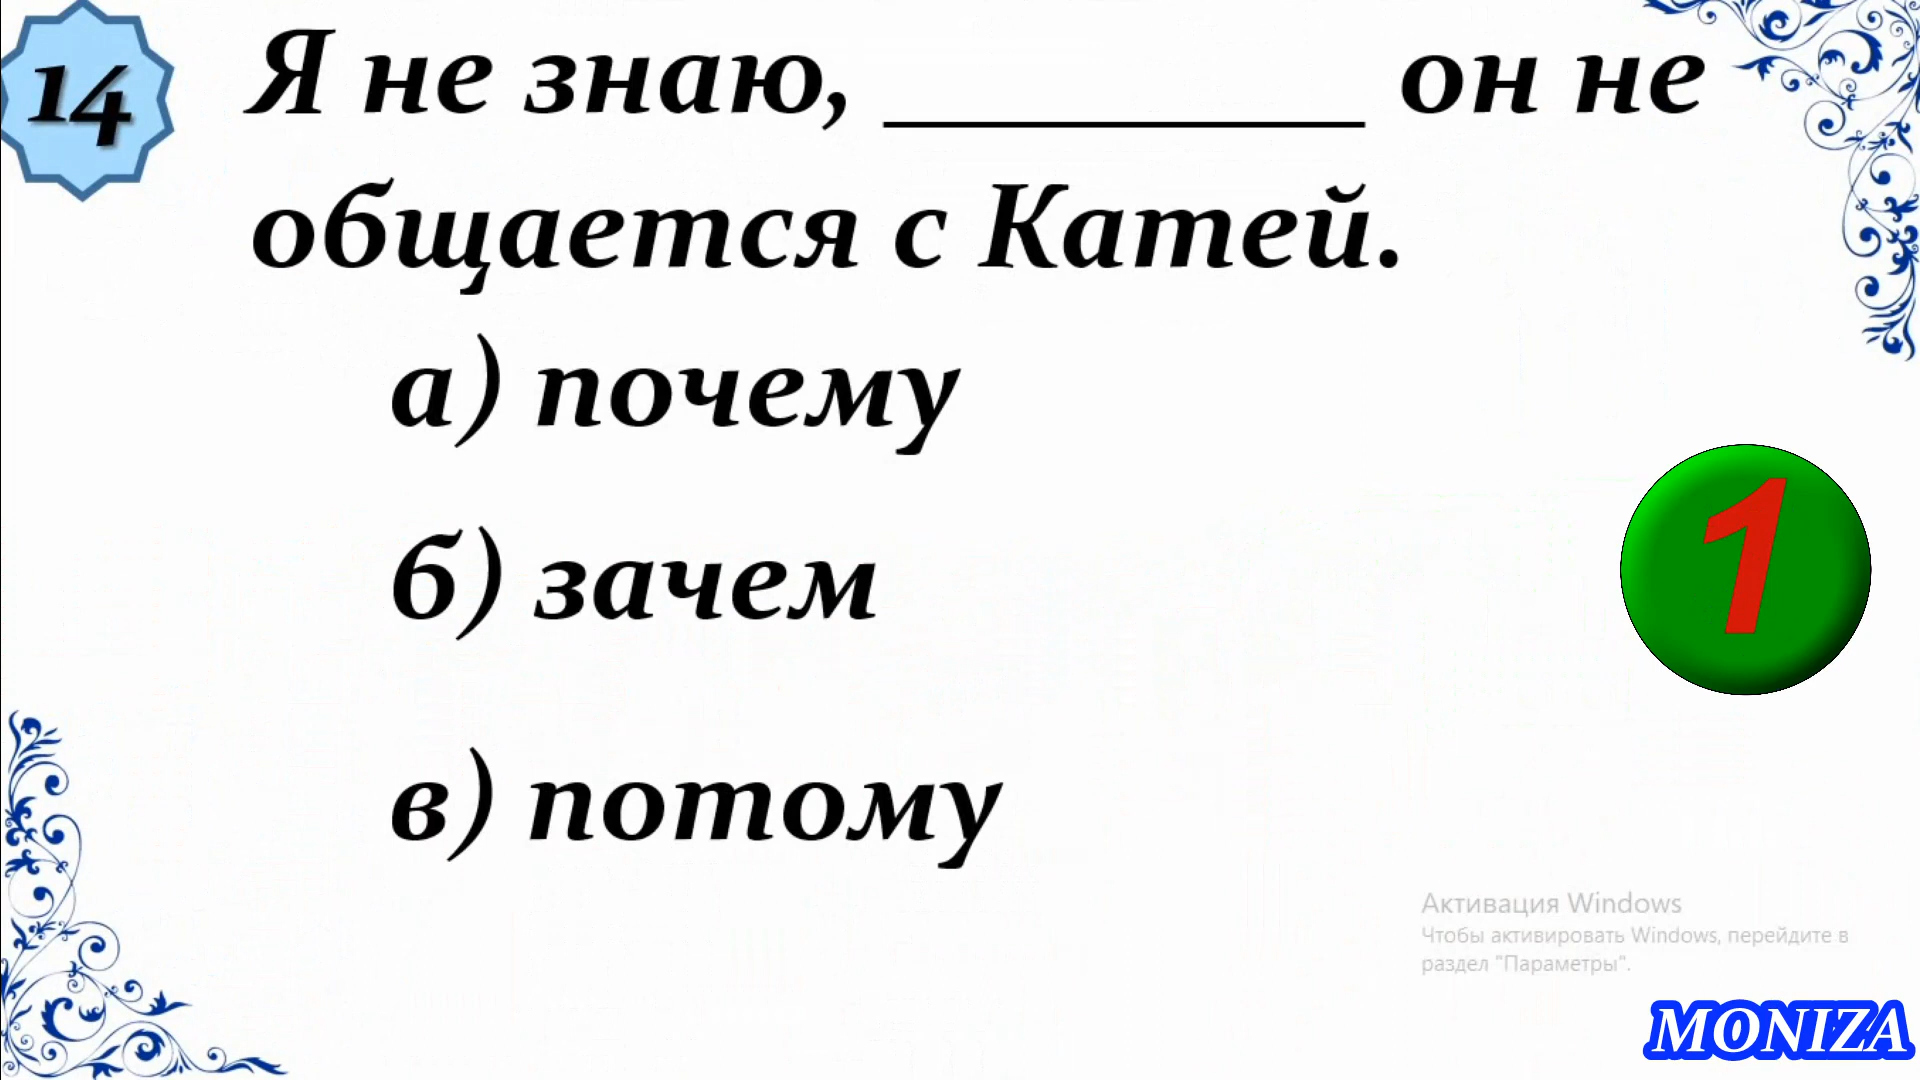 14
Я не знаю, __________ он не
общается с Катей.
а) почему
б) зачем
в) потому
1
Активация Windows
Чтобы активировать Windows, перейдите в
раздел "Параметры".
MONIZA